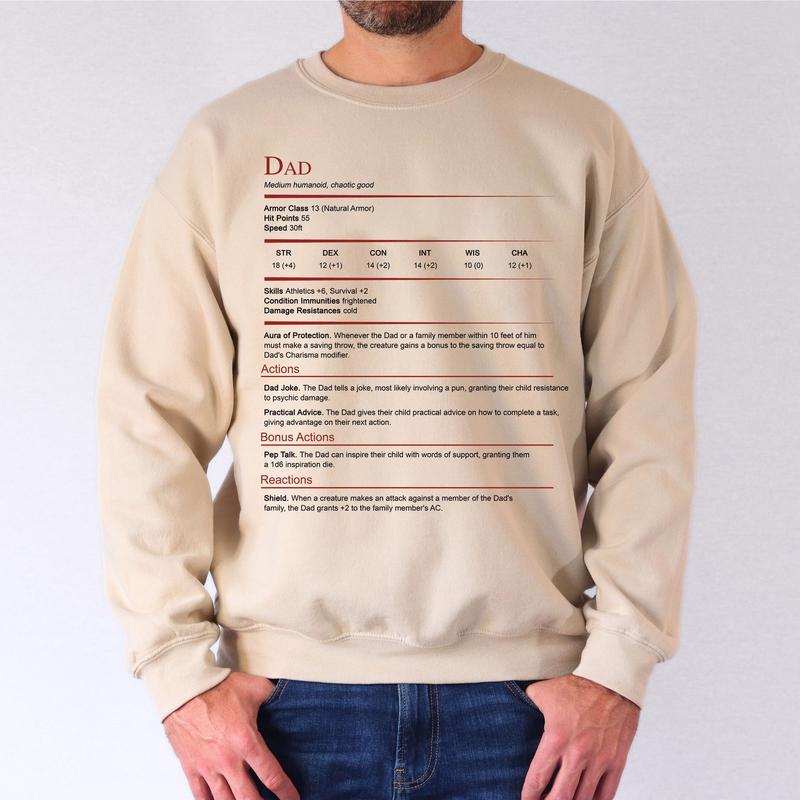 DAD
Medium humanoid, chaotic good
Armor Class 13 (Natural Armor)
Hit Points 55
Speed 30ft
STR DEX CON INT WIS CHA
18 (+4) 12 (+1) 14 (+2) 14 (+2) 10 (0) 12 (+1)
Skills Athletics +6, Survival +2
Condition Immunities frightened
Damage Resistances cold
Aura of Protection. Whenever the Dad or a family member within 10 feet of him
must make a saving throw, the creature gains a bonus to the saving throw equal to
Dad's Charisma modifier.
Actions
Dad Joke. The Dad tells a joke, most likely involving a pun, granting their child resistance
to psychic damage.
Practical Advice. The Dad gives their child practical advice on how to complete a task,
giving advantage on their next action.
Bonus Actions
Pep Talk. The Dad can inspire their child with words of support, granting them
a 1d6 inspiration die.
Reactions
Shield. When a creature makes an attack against a member of the Dad's
family, the Dad grants +2 to the family member's AC.